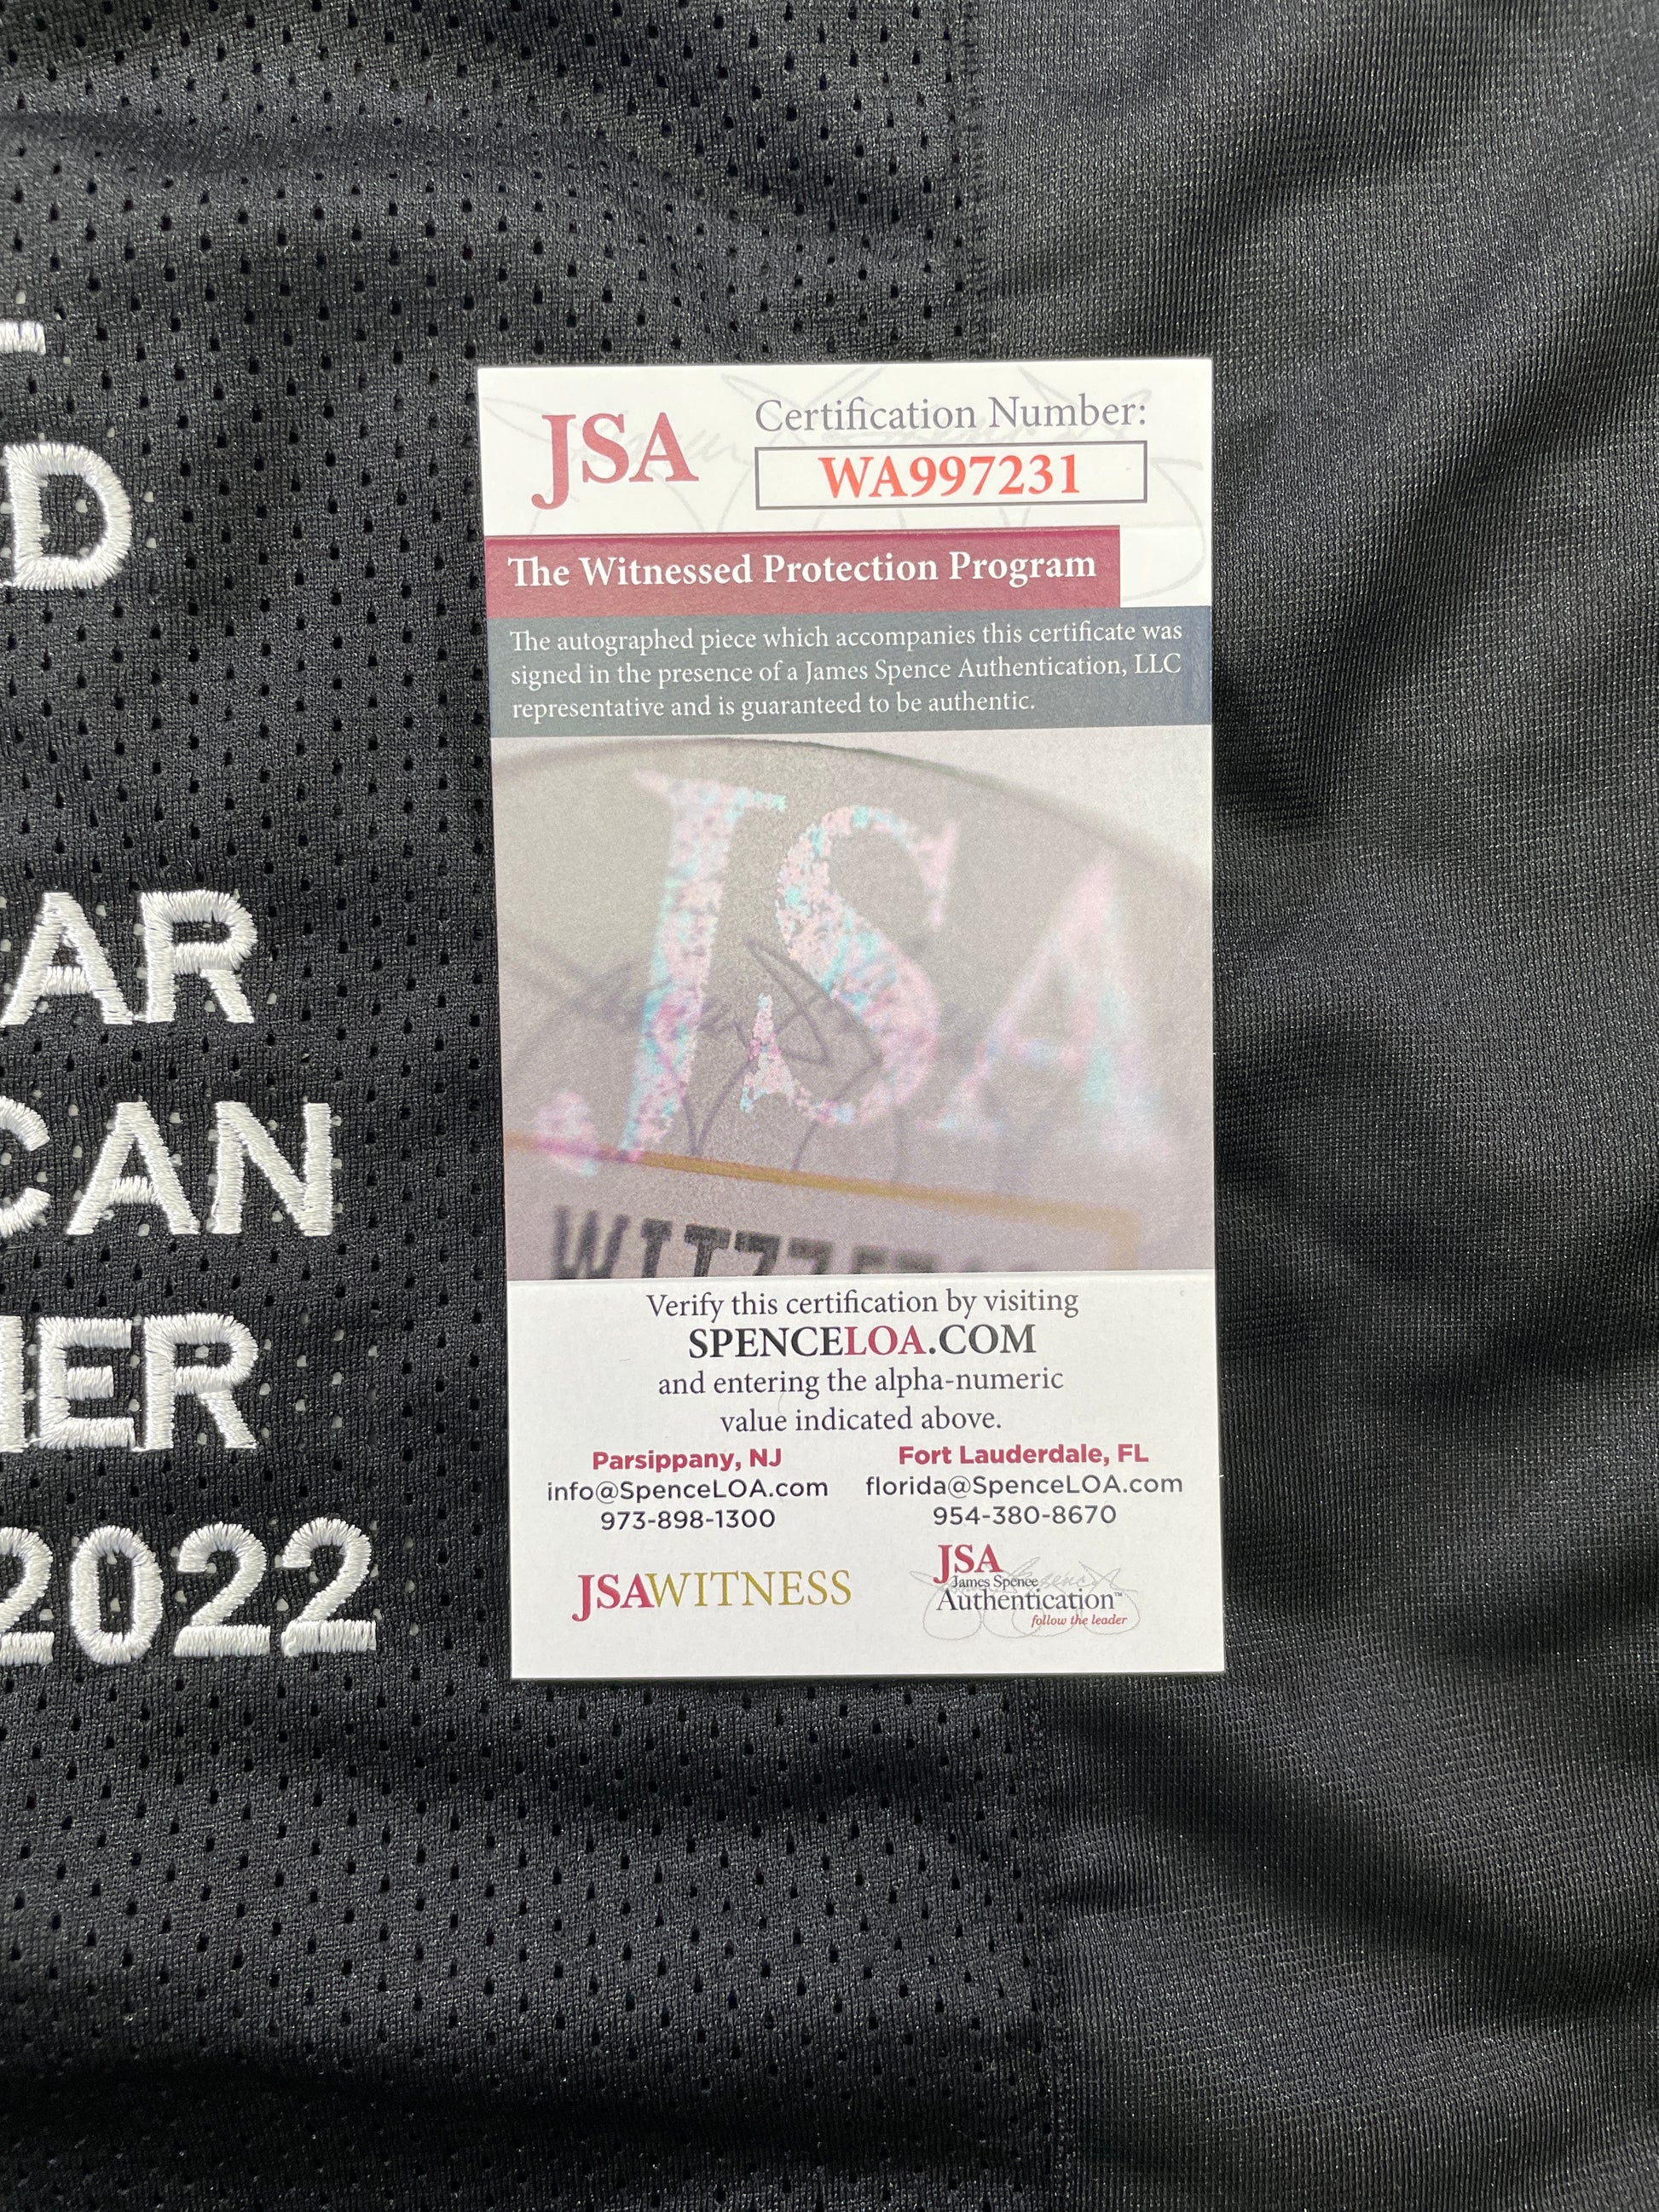 D
AR
CAN
ER
2022
JSA
Certification Number:
WA997231
The Witnessed Protection Program
The autographed piece which accompanies this certificate was
signed in the presence of a James Spence Authentication, LLC
representative and is guaranteed to be authentic.
JSA
Verify this certification by visiting
SPENCELOA.COM
and entering the alpha-numeric
value indicated above.
Parsippany, NJ
info@SpenceLOA.com
973-898-1300
Fort Lauderdale, FL
florida@SpenceLOA.com
954-380-8670
JSAWITNESS
JSA
James Spence
Authentication™
follow the leader